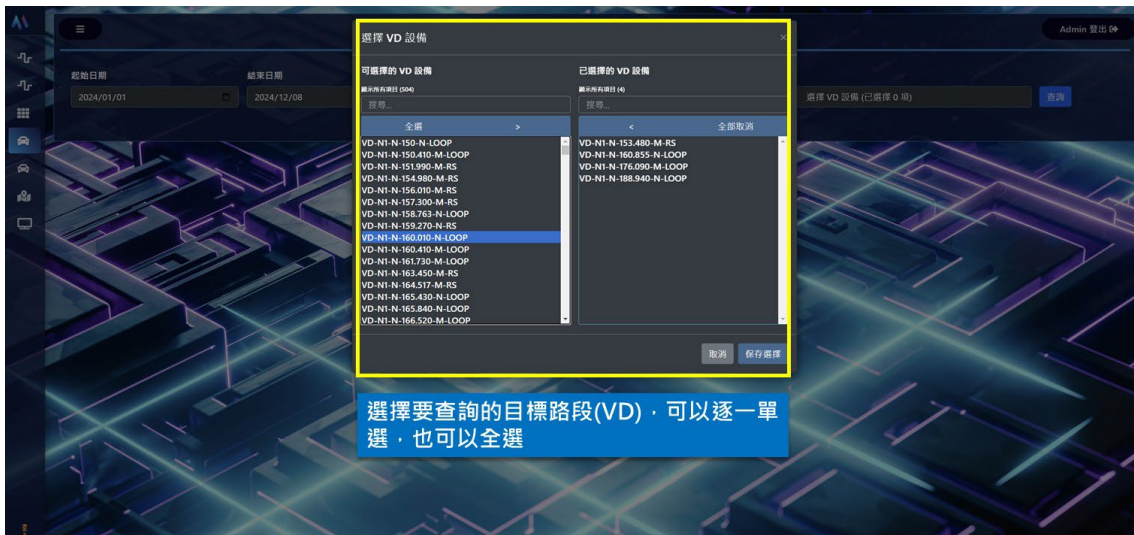 Admin 登出
起始日期
結束日期
2024/01/01
2024/12/08
選擇 VD 設備 (已選擇 0 項)
查詢
選擇 VD 設備
×
可選擇的 VD 設備
顯示所有項目 (504)
搜尋...
全選 >
VD-N1-N-150-N-LOOP
VD-N1-N-150.410-M-LOOP
VD-N1-N-151.990-M-RS
VD-N1-N-154.980-M-RS
VD-N1-N-156.010-M-RS
VD-N1-N-157.300-M-RS
VD-N1-N-158.763-N-LOOP
VD-N1-N-159.270-N-RS
VD-N1-N-160.010-N-LOOP
VD-N1-N-160.410-M-LOOP
VD-N1-N-161.730-M-LOOP
VD-N1-N-163.450-M-RS
VD-N1-N-164.517-M-RS
VD-N1-N-165.430-N-LOOP
VD-N1-N-165.840-N-LOOP
VD-N1-N-166.520-M-LOOP
已選擇的 VD 設備
顯示所有項目 (4)
搜尋...
< 全部取消
VD-N1-N-153.480-M-RS
VD-N1-N-160.855-N-LOOP
VD-N1-N-176.090-M-LOOP
VD-N1-N-188.940-N-LOOP
取消
保存選擇
選擇要查詢的目標路段(VD)，可以逐一單
選，也可以全選